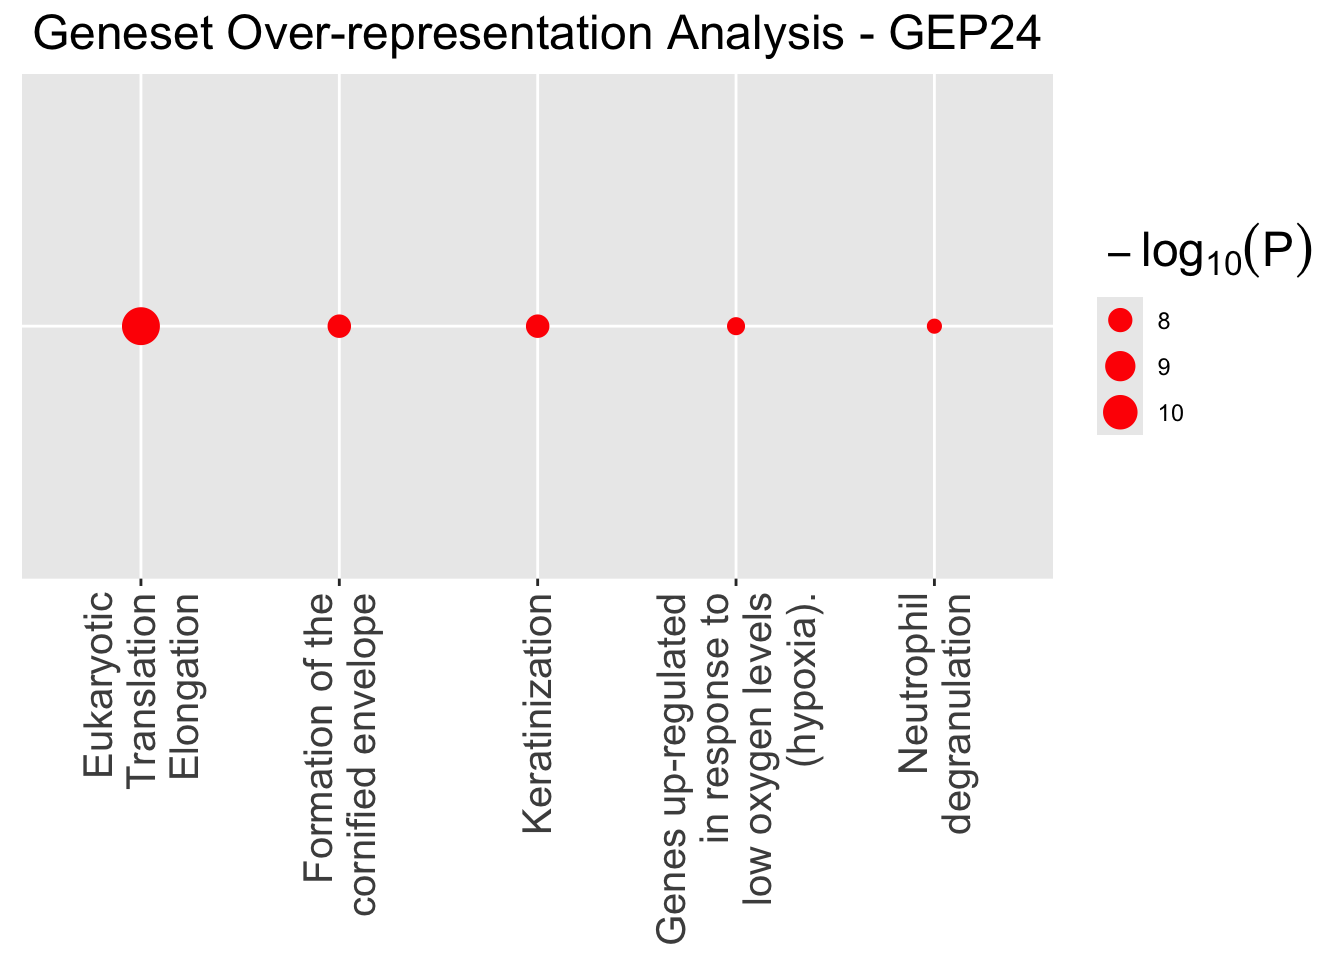 Geneset Over-representation Analysis - GEP24
− log10(P)
8
9
10
Eukaryotic
Translation
Elongation
Formation of the
cornified envelope
Keratinization
Genes up-regulated
in response to
low oxygen levels
(hypoxia).
Neutrophil
degranulation